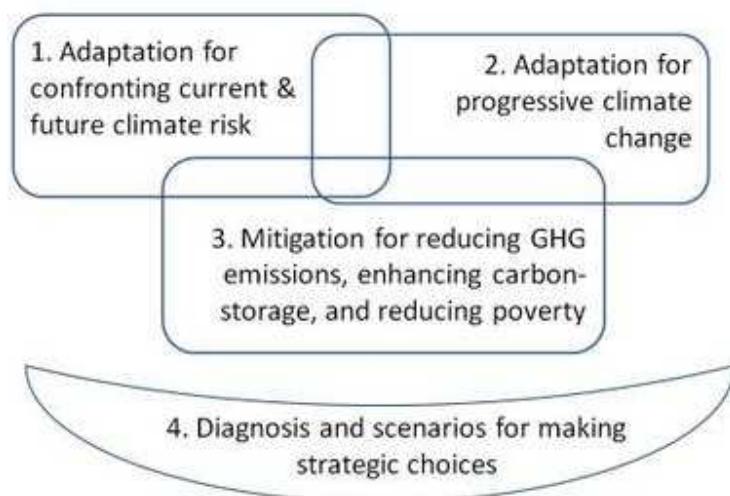 1. Adaptation for
confronting current &
future climate risk
2. Adaptation for
progressive climate
change
3. Mitigation for reducing GHG
emissions, enhancing carbon-
storage, and reducing poverty
4. Diagnosis and scenarios for making
strategic choices